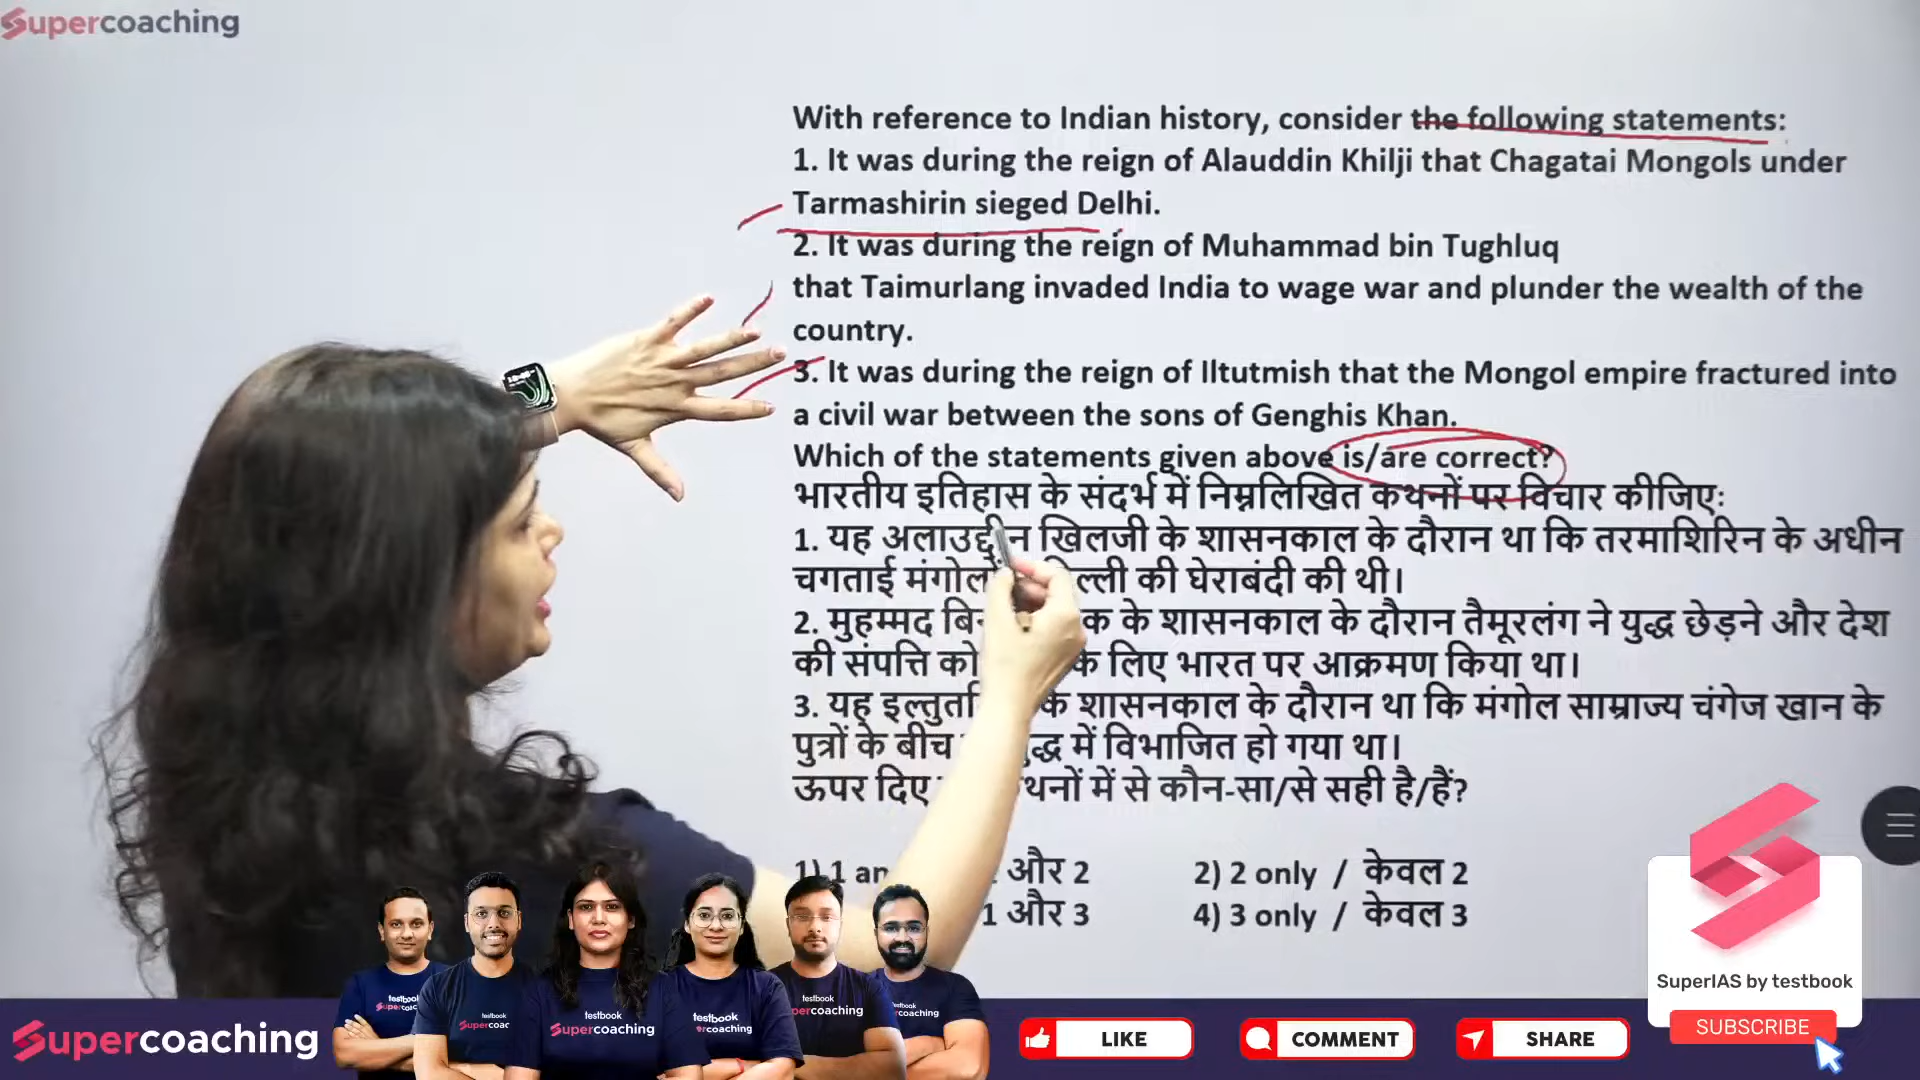 Supercoaching
With reference to Indian history, consider the following statements:
1. It was during the reign of Alauddin Khilji that Chagatai Mongols under
Tarmashirin sieged Delhi.
2. It was during the reign of Muhammad bin Tughluq
that Taimurlang invaded India to wage war and plunder the wealth of the
country.
3. It was during the reign of Iltutmish that the Mongol empire fractured into
a civil war between the sons of Genghis Khan.
Which of the statements given above is/are correct?
भारतीय इतिहास के संदर्भ में निम्नलिखित कथनों पर विचार कीजिएः
1. यह अलाउद्दीन खिलजी के शासनकाल के दौरान था कि तरमाशिरिन के अधीन
चगताई की घेराबंदी की थी।
2. मुहम्मद के शासनकाल के दौरान तैमूरलंग ने युद्ध छेड़ने और देश
की संपत्ति को लिए भारत पर आक्रमण किया था।
3. यह शासनकाल के दौरान था कि मंगोल साम्राज्य चंगेज खान के
पुत्रों के बीच में विभाजित हो गया था।
ऊपर दिए में से कौन-सा/से सही है/हैं?
1) 1 और 2
2) 2 only / केवल 2
1 और 3
4) 3 only / केवल 3
testbook
Supercoaching
testbook
testbook
testbook
SuperIAS by testbook
SUBSCRIBE
Supercoaching
LIKE
COMMENT
SHARE